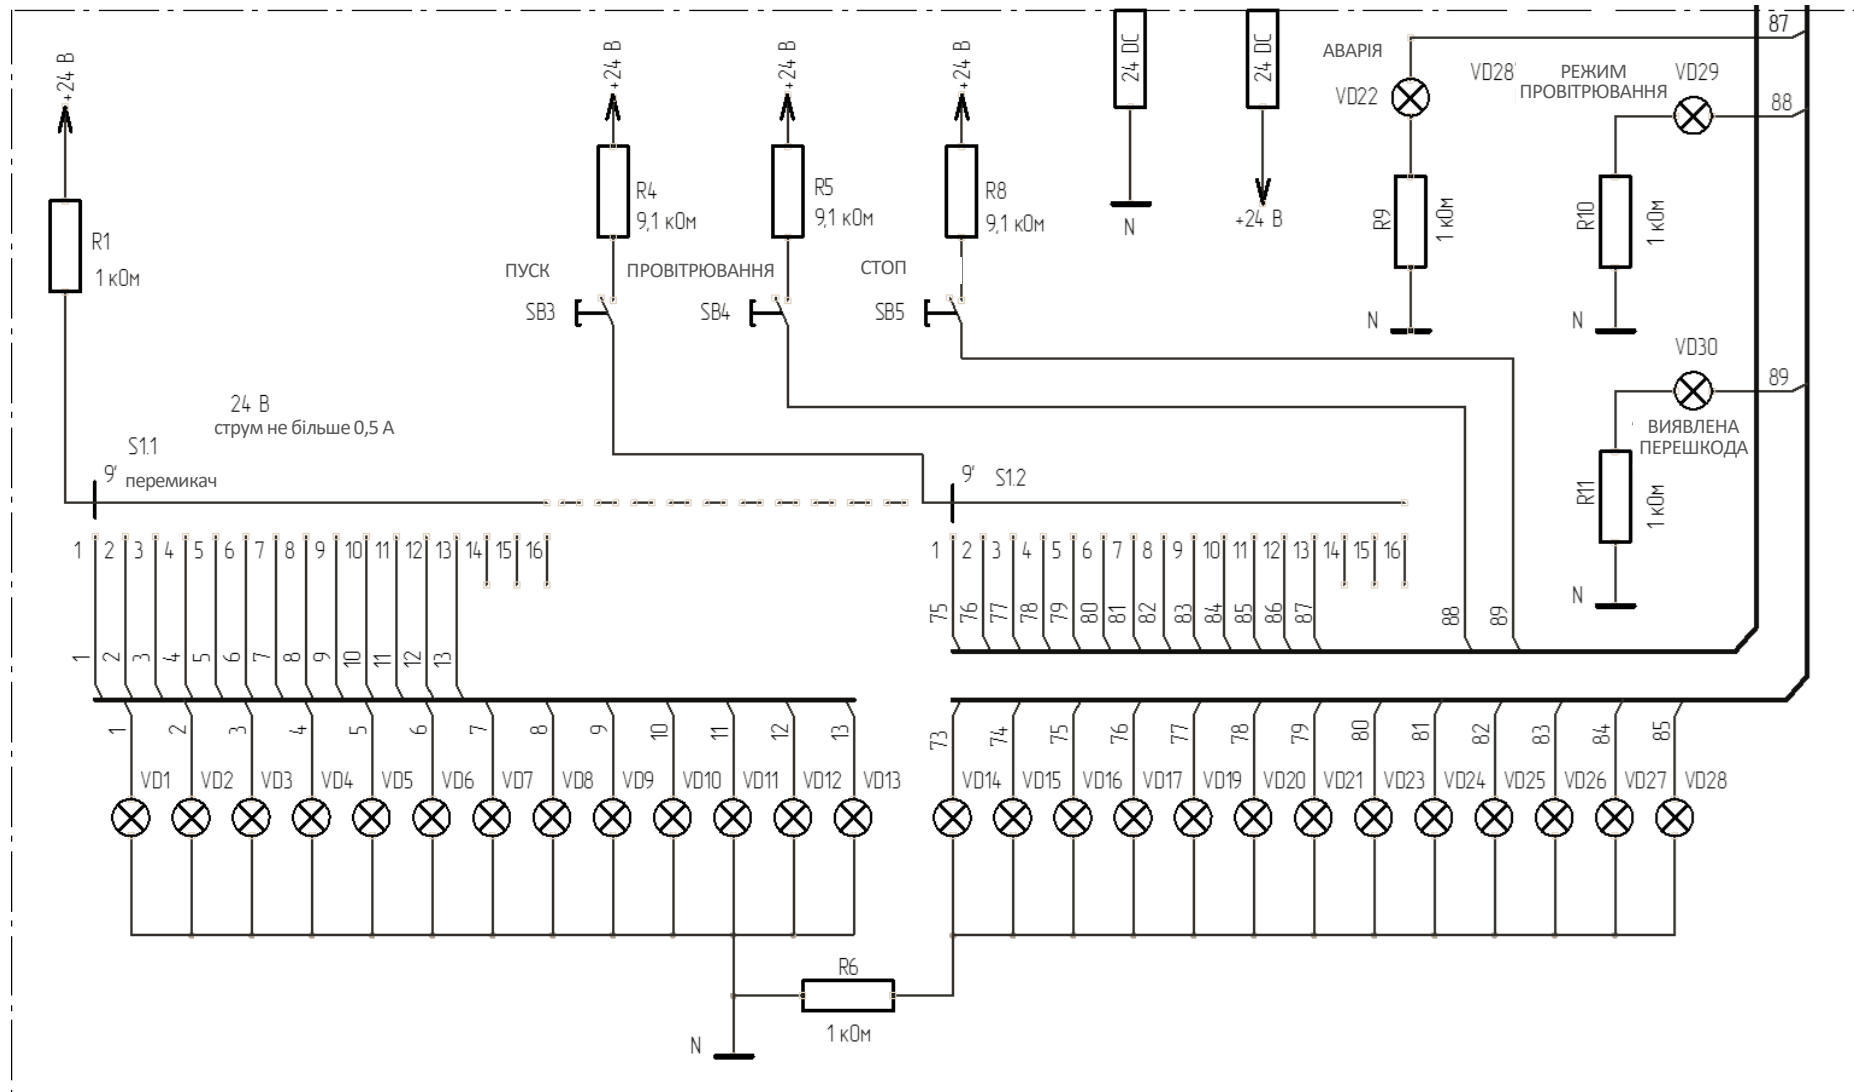 +24 В
+24 В
+24 В
+24 В
24 DC
24 DC
АВАРІЯ
87
VD28'
РЕЖИМ
ПРОВІТРЮВАННЯ
VD29
VD22
88
R1
1 кОм
R4
9,1 кОм
R5
9,1 кОм
R8
9,1 кОм
N
+24 В
R9
1 кОм
R10
1 кОм
ПУСК
ПРОВІТРЮВАННЯ
СТОП
SB3
SB4
SB5
N
N
VD30
89
24 В
струм не більше 0,5 А
ВИЯВЛЕНА
ПЕРЕШКОДА
S1.1
9'
перемикач
9'
S1.2
R11
1 кОм
1 2 3 4 5 6 7 8 9 10 11 12 13 14 15 16
1 2 3 4 5 6 7 8 9 10 11 12 13 14 15 16
N
75 76 77 78 79 80 81 82 83 84 85 86 87 88 89
1 2 3 4 5 6 7 8 9 10 11 12 13
1 2 3 4 5 6 7 8 9 10 11 12 13
73 74 75 76 77 78 79 80 81 82 83 84 85
VD1 VD2 VD3 VD4 VD5 VD6 VD7 VD8 VD9 VD10 VD11 VD12 VD13
VD14 VD15 VD16 VD17 VD19 VD20 VD21 VD23 VD24 VD25 VD26 VD27 VD28
R6
1 кОм
N